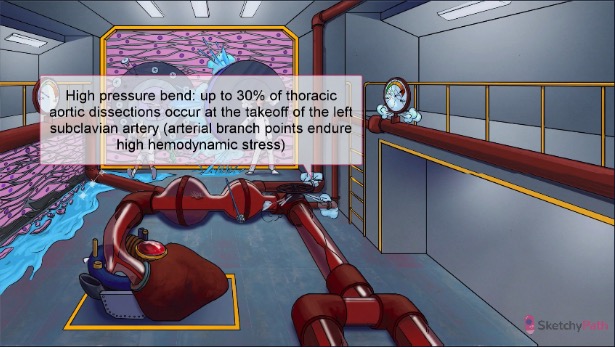 High pressure bend: up to 30% of thoracic
aortic dissections occur at the takeoff of the left
subclavian artery (arterial branch points endure
high hemodynamic stress)
SketchyPath